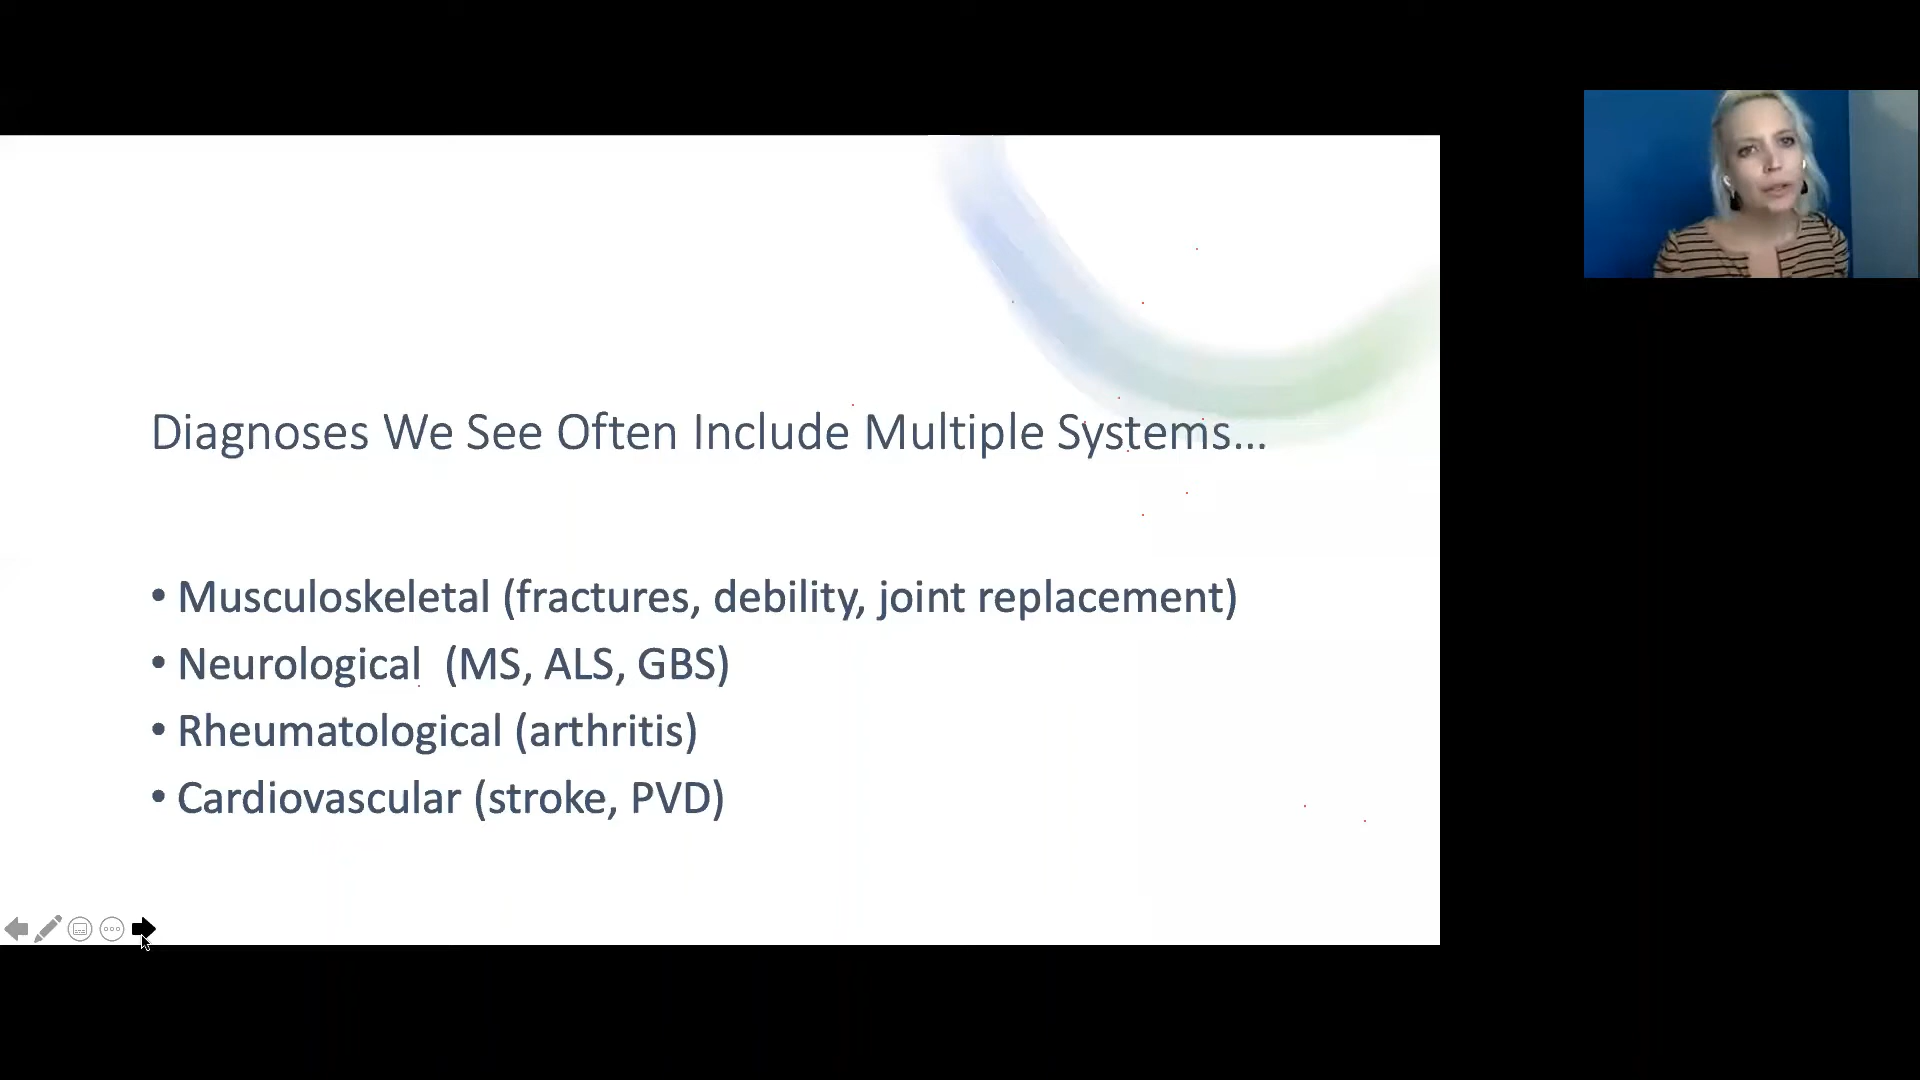 Diagnoses We See Often Include Multiple Systems...
• Musculoskeletal (fractures, debility, joint replacement)
• Neurological  (MS, ALS, GBS)
• Rheumatological (arthritis)
• Cardiovascular (stroke, PVD)